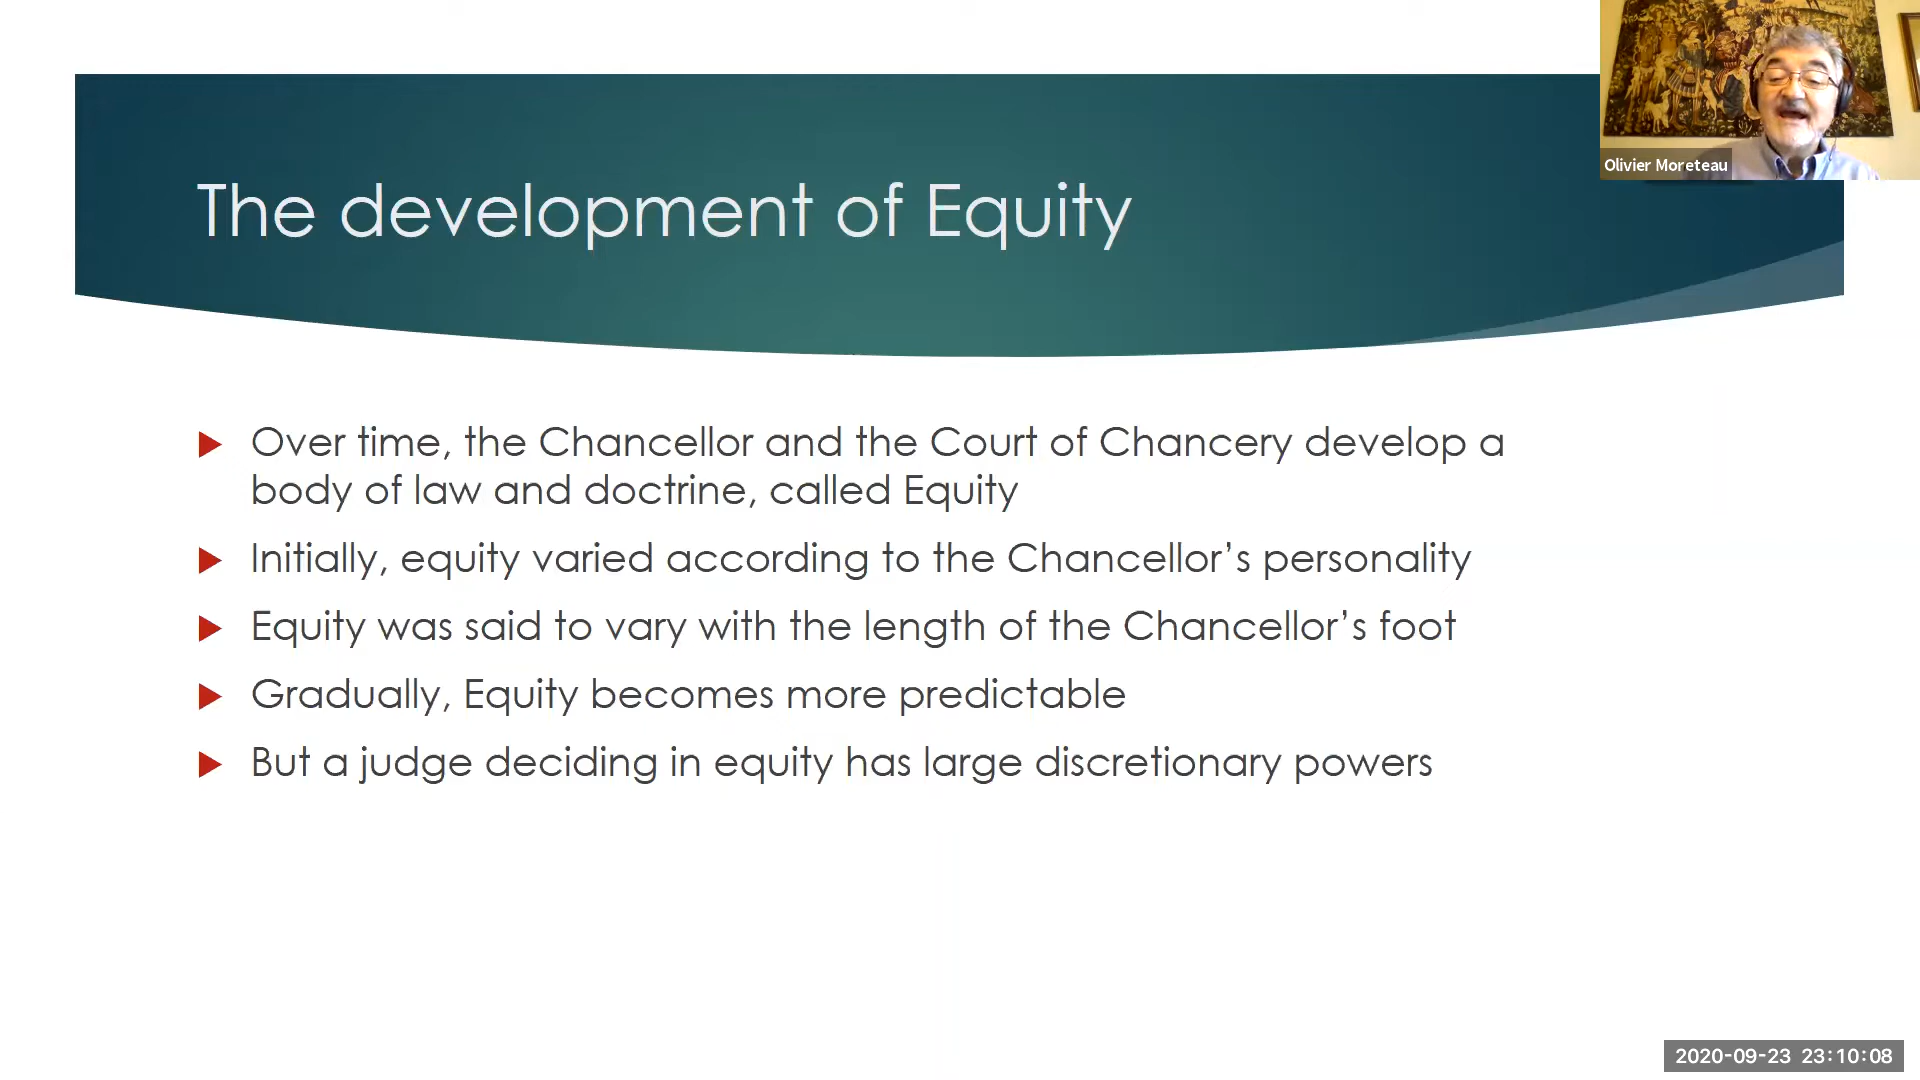 Olivier Moreteau
The development of Equity
Over time, the Chancellor and the Court of Chancery develop a
body of law and doctrine, called Equity
Initially, equity varied according to the Chancellor’s personality
Equity was said to vary with the length of the Chancellor’s foot
Gradually, Equity becomes more predictable
But a judge deciding in equity has large discretionary powers
2020-09-23 23:10:08